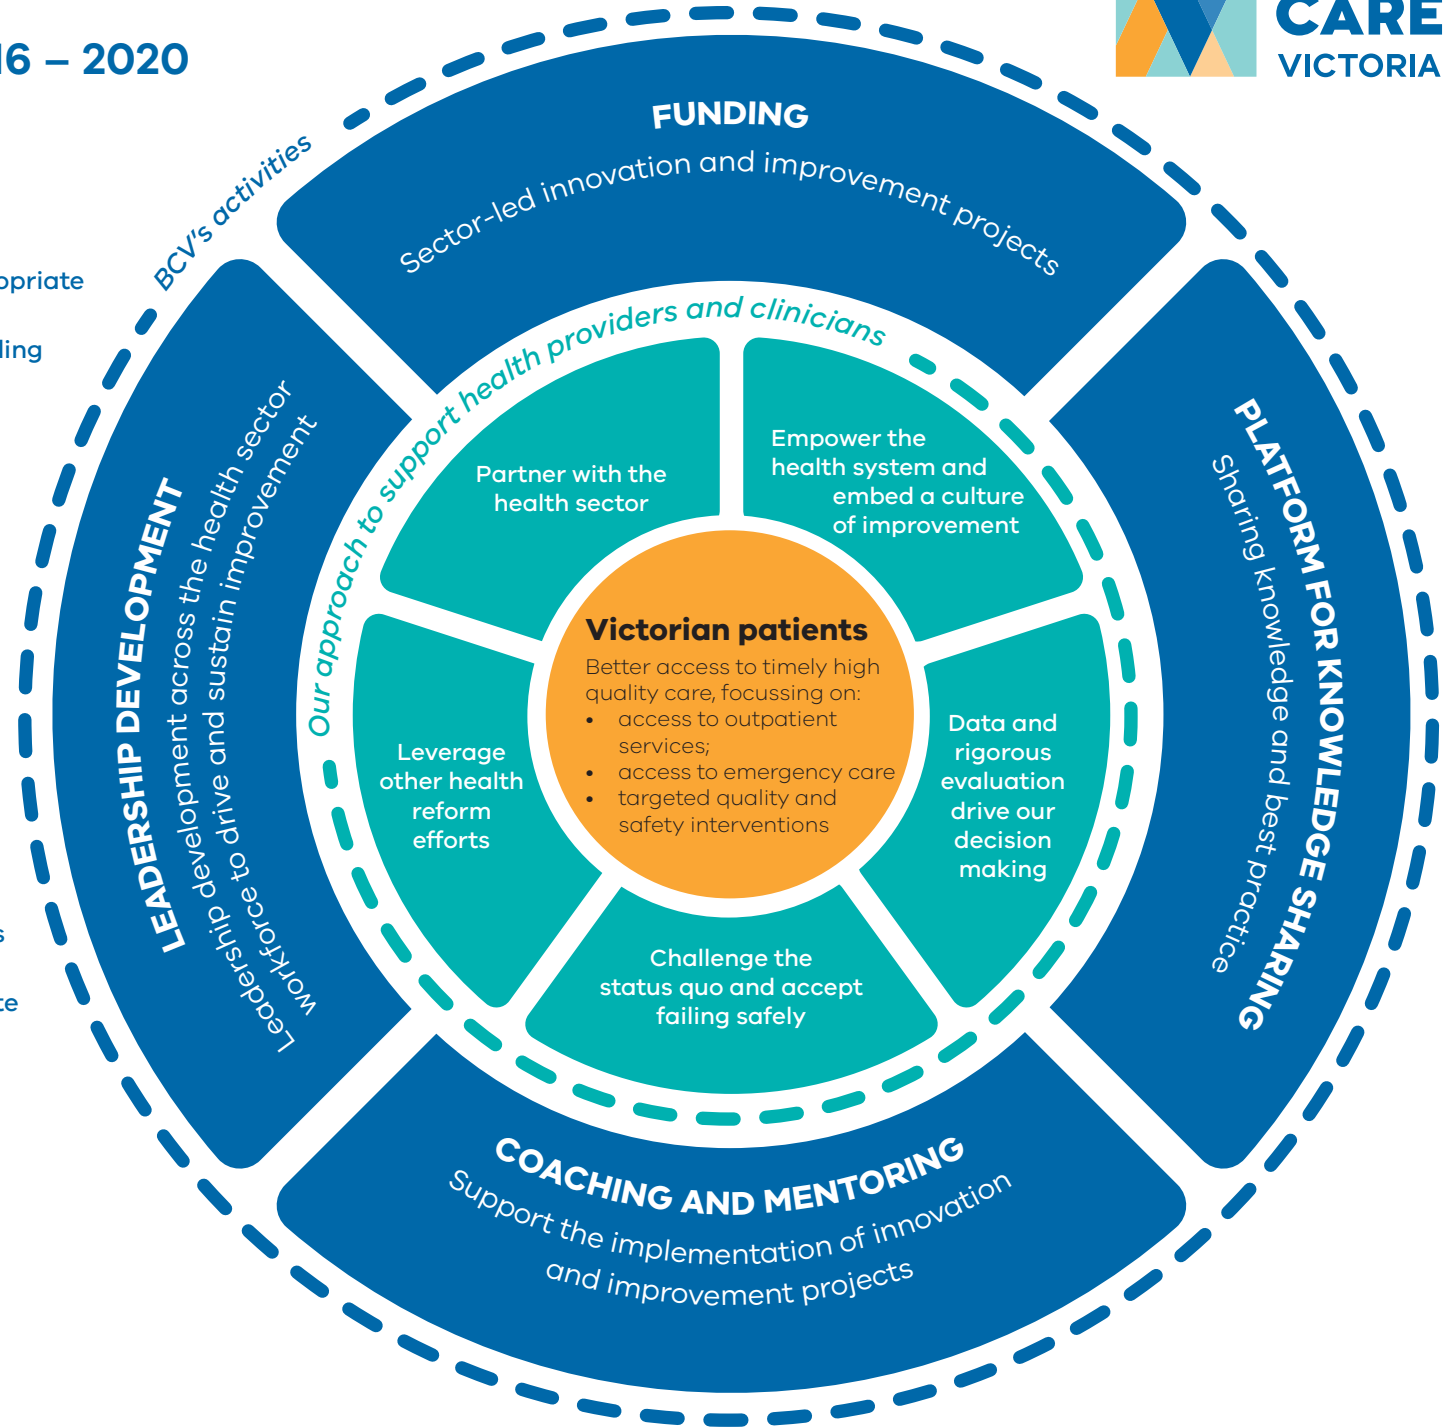 16 – 2020
CARE
VICTORIA
BCV's activities
FUNDING
Sector-led innovation and improvement projects
Our approach to support health providers and clinicians
Partner with the
health sector
Empower the
health system and
embed a culture
of improvement
LEADERSHIP DEVELOPMENT
Leadership development across the health sector
workforce to drive and sustain improvement
PLATFORM FOR KNOWLEDGE SHARING
Sharing knowledge and best practice
Victorian patients
Better access to timely high
quality care, focussing on:
• access to outpatient
services;
• access to emergency care
• targeted quality and
safety interventions
Leverage
other health
reform
efforts
Data and
rigorous
evaluation
drive our
decision
making
Challenge the
status quo and accept
failing safely
COACHING AND MENTORING
Support the implementation of innovation
and improvement projects